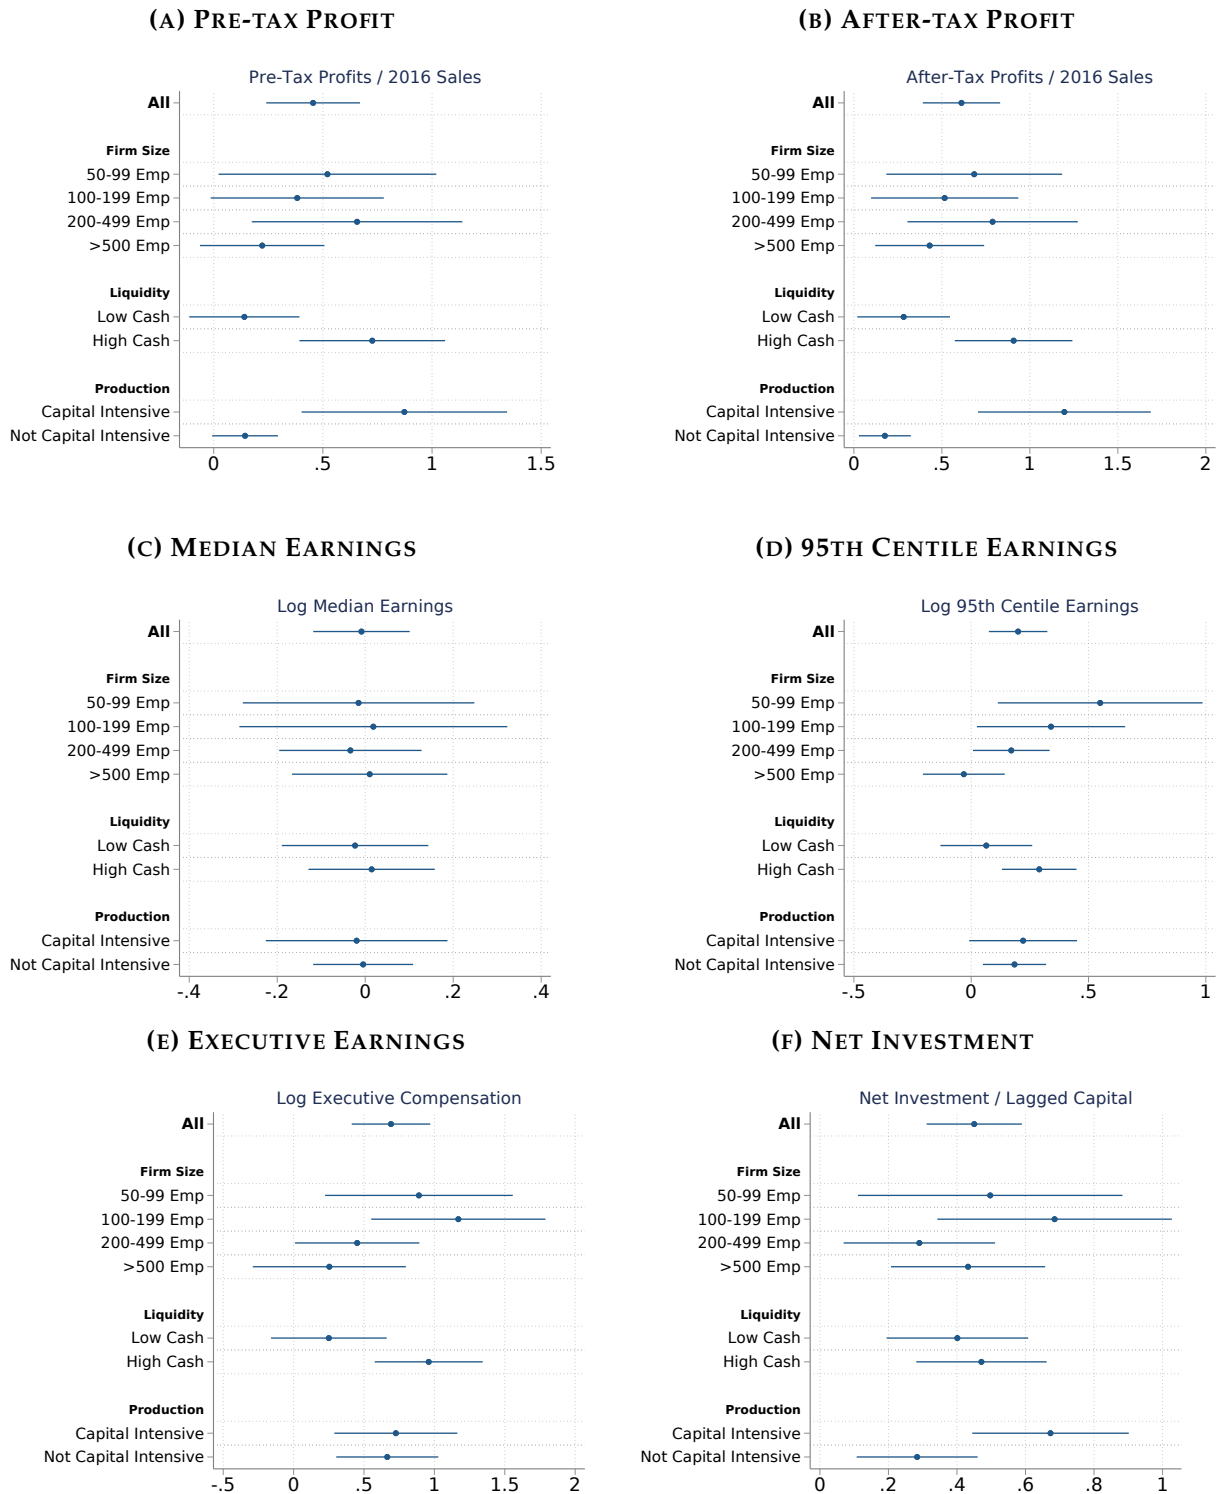 (A) PRE-TAX PROFIT
Pre-Tax Profits / 2016 Sales
All
Firm Size
50-99 Emp
100-199 Emp
200-499 Emp
>500 Emp
Liquidity
Low Cash
High Cash
Production
Capital Intensive
Not Capital Intensive
0 .5 1 1.5
(B) AFTER-TAX PROFIT
After-Tax Profits / 2016 Sales
All
Firm Size
50-99 Emp
100-199 Emp
200-499 Emp
>500 Emp
Liquidity
Low Cash
High Cash
Production
Capital Intensive
Not Capital Intensive
0 .5 1 1.5 2
(C) MEDIAN EARNINGS
Log Median Earnings
All
Firm Size
50-99 Emp
100-199 Emp
200-499 Emp
>500 Emp
Liquidity
Low Cash
High Cash
Production
Capital Intensive
Not Capital Intensive
-.4 -.2 0 .2 .4
(D) 95TH CENTILE EARNINGS
Log 95th Centile Earnings
All
Firm Size
50-99 Emp
100-199 Emp
200-499 Emp
>500 Emp
Liquidity
Low Cash
High Cash
Production
Capital Intensive
Not Capital Intensive
-.5 0 .5 1
(E) EXECUTIVE EARNINGS
Log Executive Compensation
All
Firm Size
50-99 Emp
100-199 Emp
200-499 Emp
>500 Emp
Liquidity
Low Cash
High Cash
Production
Capital Intensive
Not Capital Intensive
-.5 0 .5 1 1.5 2
(F) NET INVESTMENT
Net Investment / Lagged Capital
All
Firm Size
50-99 Emp
100-199 Emp
200-499 Emp
>500 Emp
Liquidity
Low Cash
High Cash
Production
Capital Intensive
Not Capital Intensive
0 .2 .4 .6 .8 1